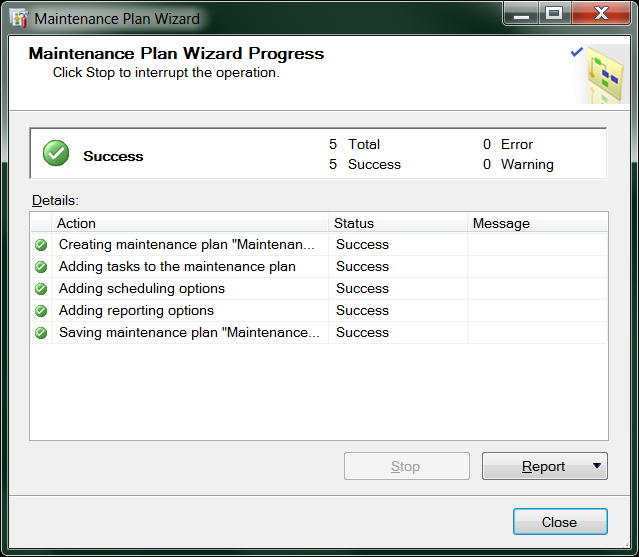 Maintenance Plan Wizard
Maintenance Plan Wizard Progress
Click Stop to interrupt the operation.
Success
5 Total 0 Error
5 Success 0 Warning
Details:
Action Status Message
Creating maintenance plan "Maintenan... Success
Adding tasks to the maintenance plan Success
Adding scheduling options Success
Adding reporting options Success
Saving maintenance plan "Maintenance... Success
Stop Report
Close